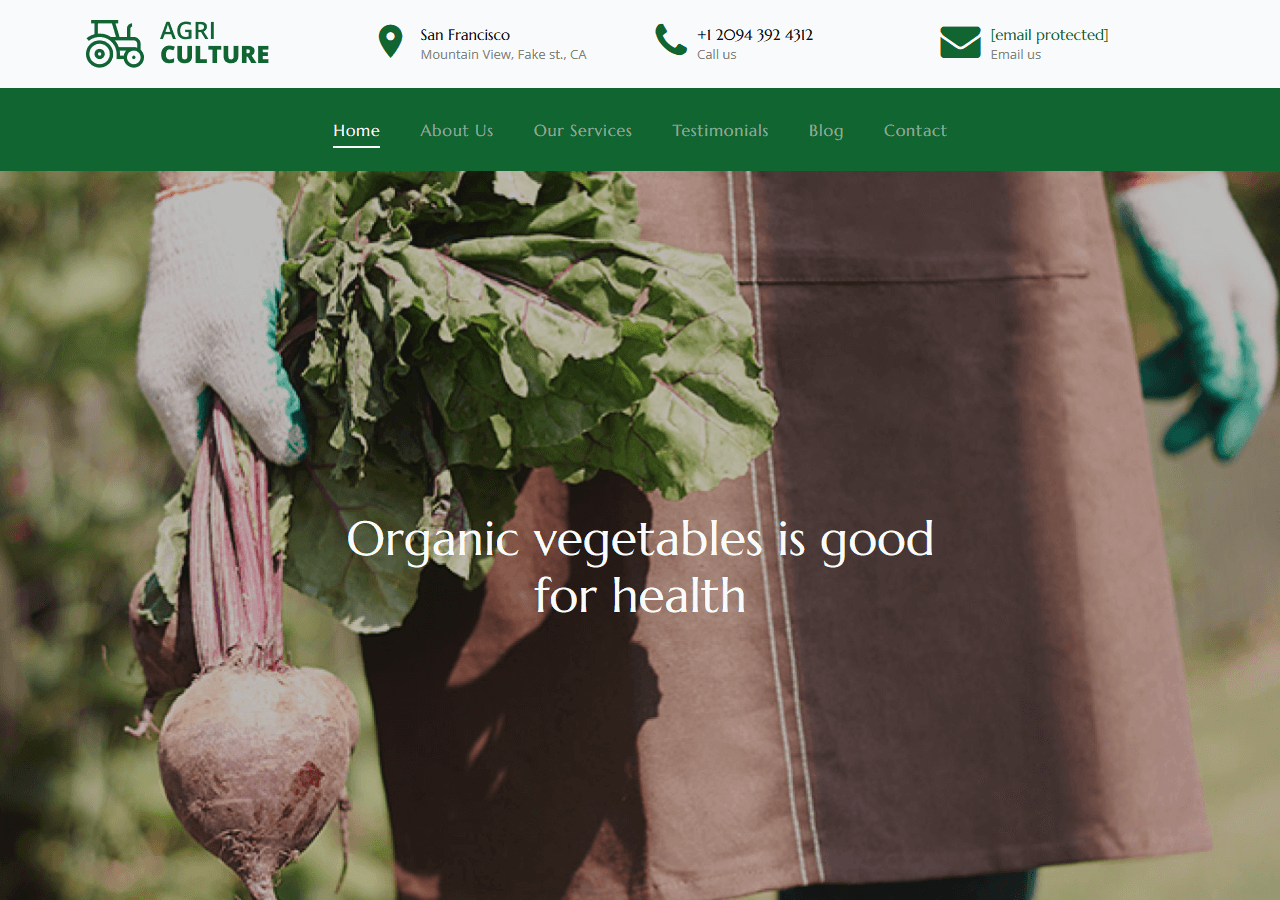 AGRI
CULTURE
San Francisco
Mountain View, Fake st., CA
+1 2094 392 4312
Call us
[email protected]
Email us
Home
About Us
Our Services
Testimonials
Blog
Contact
Organic vegetables is good
for health